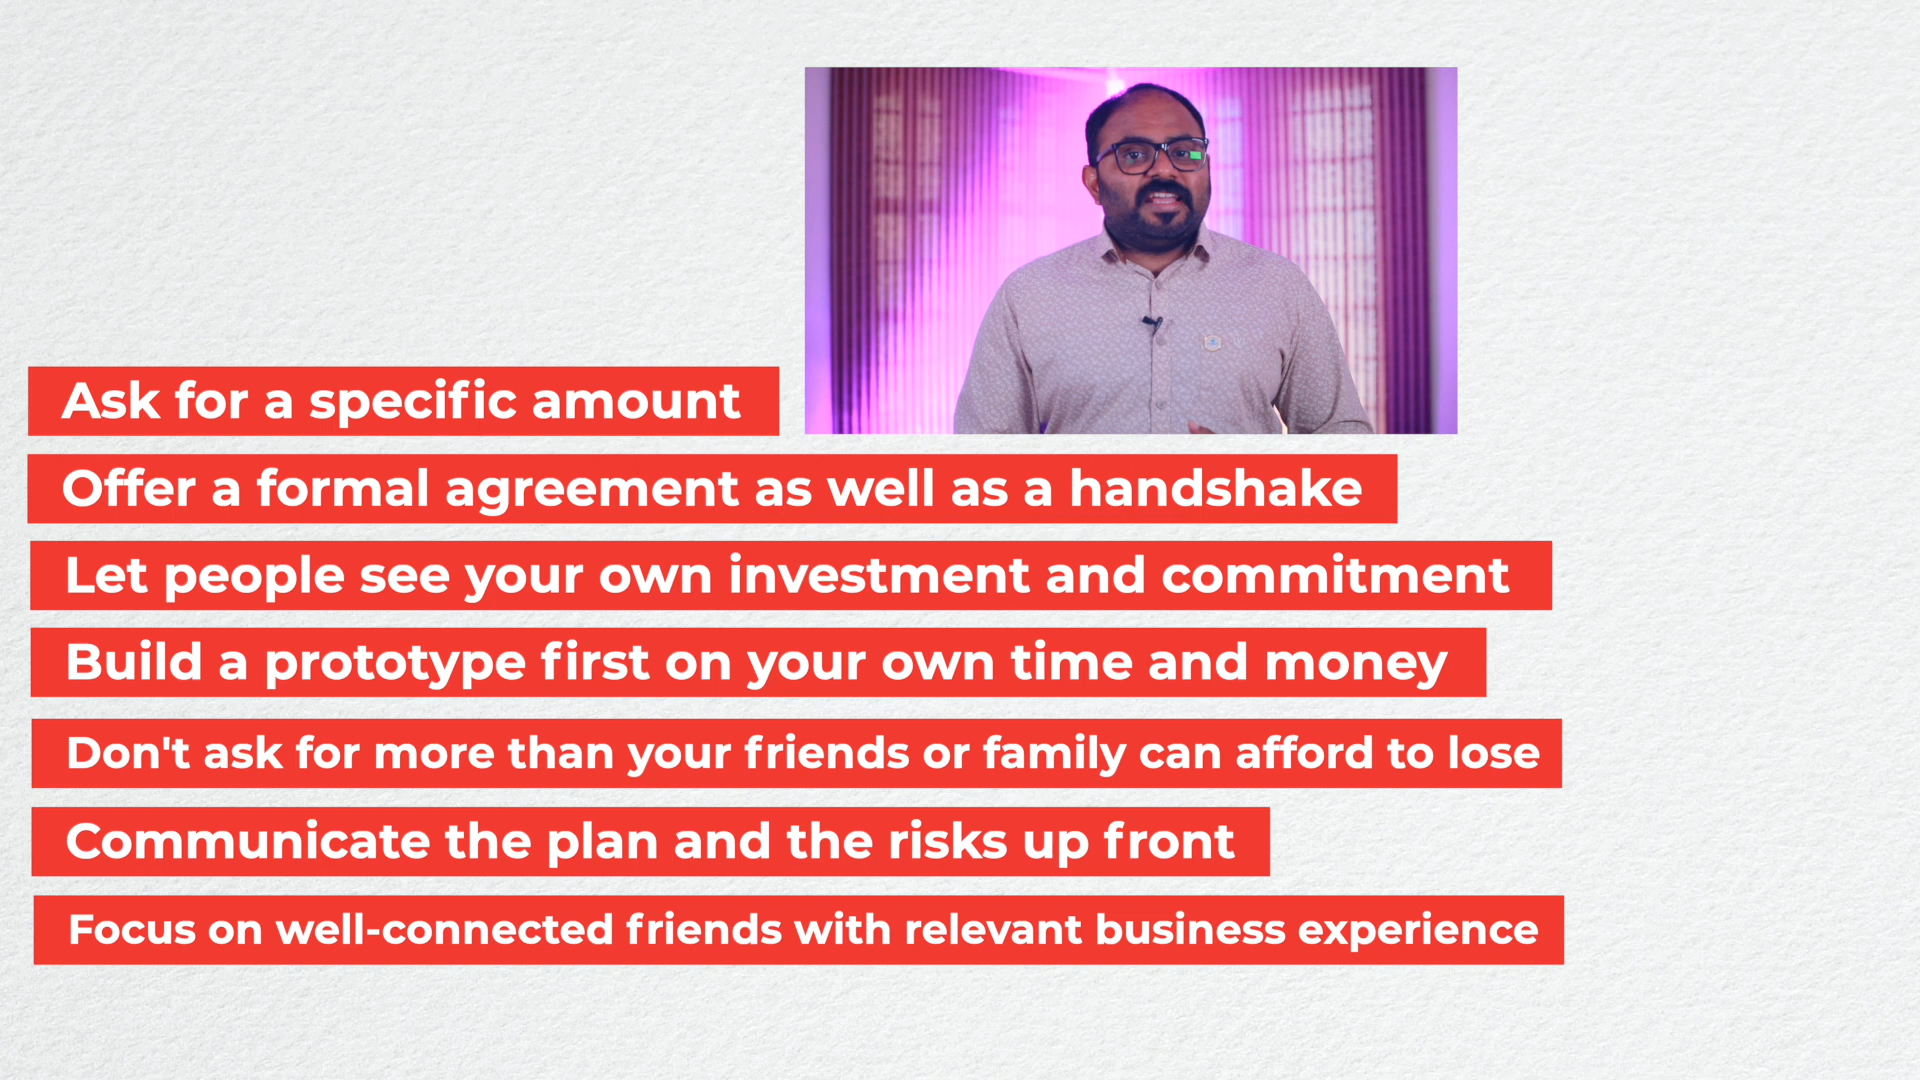 Ask for a specific amount
Offer a formal agreement as well as a handshake
Let people see your own investment and commitment
Build a prototype first on your own time and money
Don't ask for more than your friends or family can afford to lose
Communicate the plan and the risks up front
Focus on well-connected friends with relevant business experience